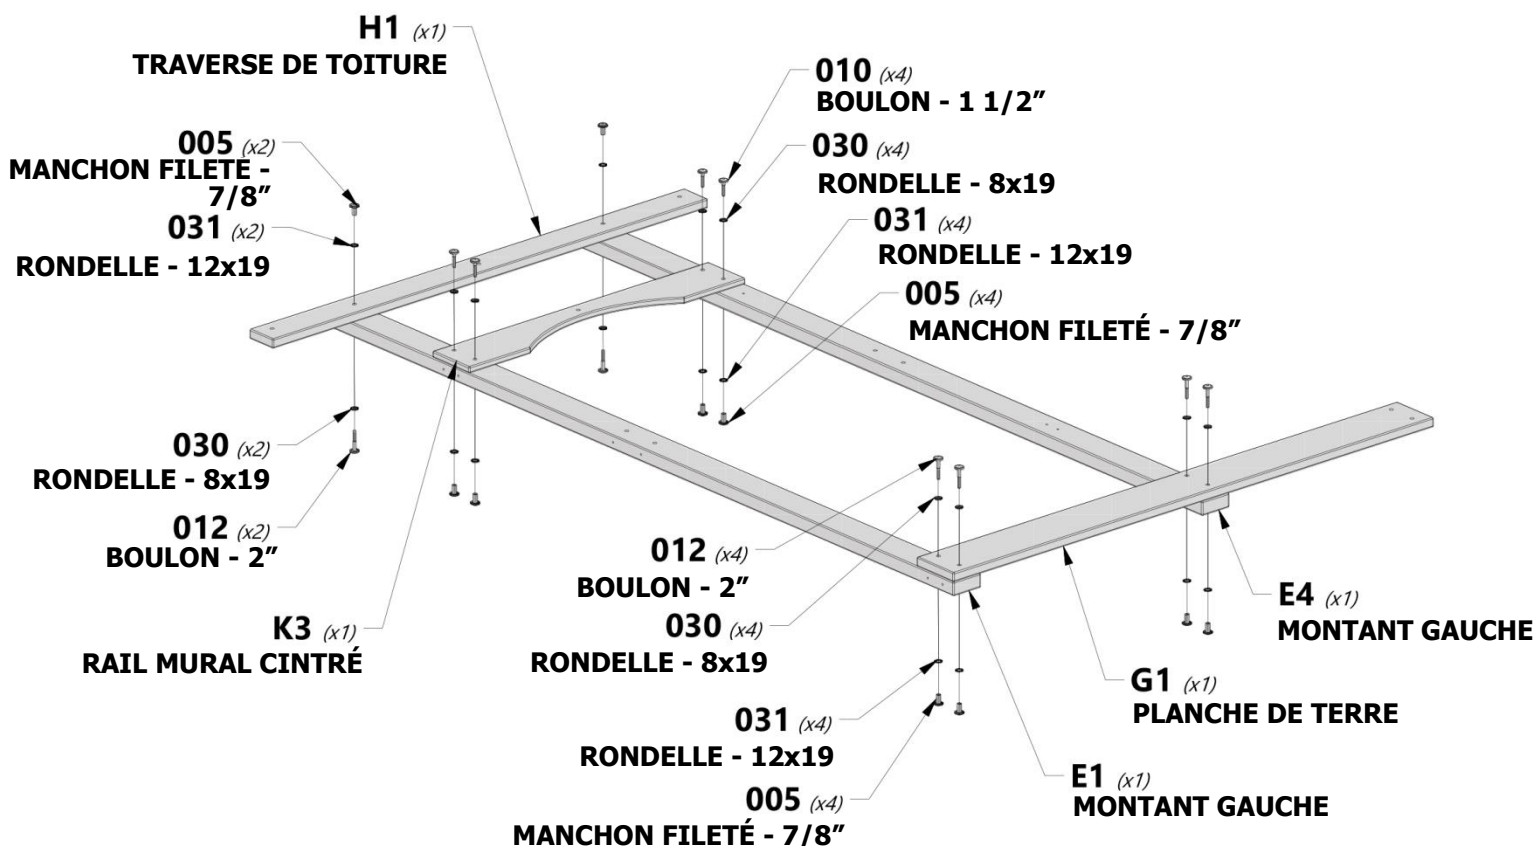 H1 (x1)
TRAVERSE DE TOITURE
005 (x2)
MANCHON FILETÉ -
7/8"
031 (x2)
RONDELLE - 12x19
010 (x4)
BOULON - 1 1/2"
030 (x4)
RONDELLE - 8x19
031 (x4)
RONDELLE - 12x19
005 (x4)
MANCHON FILETÉ - 7/8"
030 (x2)
RONDELLE - 8x19
012 (x2)
BOULON - 2"
K3 (x1)
RAIL MURAL CINTRÉ
012 (x4)
BOULON - 2"
030 (x4)
RONDELLE - 8x19
031 (x4)
RONDELLE - 12x19
005 (x4)
MANCHON FILETÉ - 7/8"
E4 (x1)
MONTANT GAUCHE
G1 (x1)
PLANCHE DE TERRE
E1 (x1)
MONTANT GAUCHE